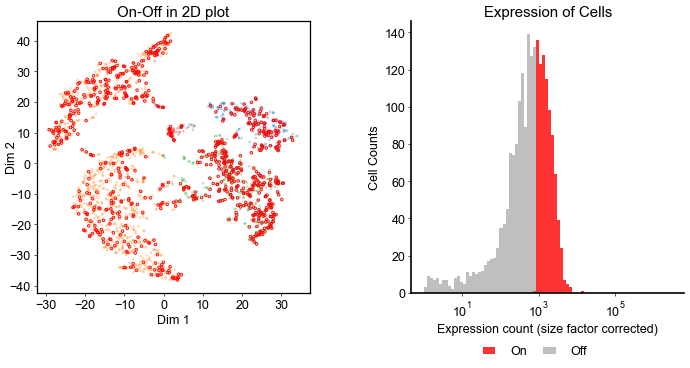 On-Off in 2D plot
Dim 2
40
30
20
10
0
−10
−20
−30
−40
−30 −20 −10 0 10 20 30
Dim 1
Expression of Cells
Cell Counts
140
120
100
80
60
40
20
0
10^1 10^3 10^5
Expression count (size factor corrected)
On Off